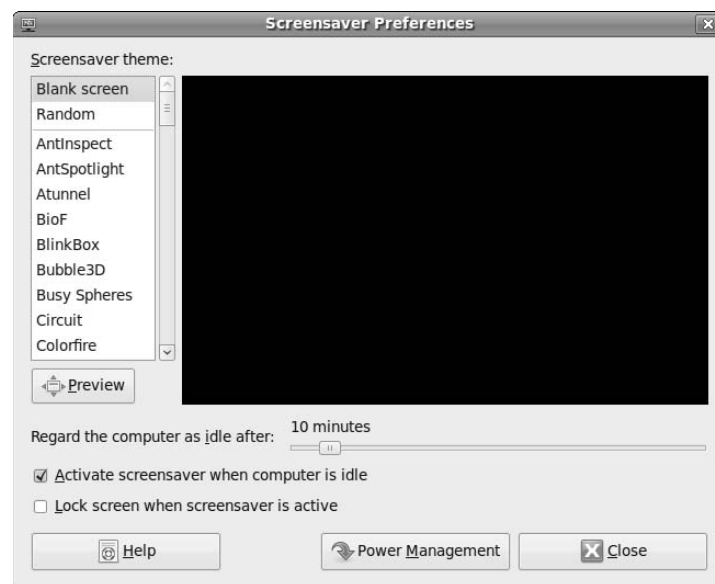 Screensaver Preferences
Screensaver theme:
Blank screen
Random
AntInspect
AntSpotlight
Atunnel
BioF
BlinkBox
Bubble3D
Busy Spheres
Circuit
Colorfire
Preview
10 minutes
Regard the computer as idle after:
Activate screensaver when computer is idle
Lock screen when screensaver is active
Help
Power Management
Close